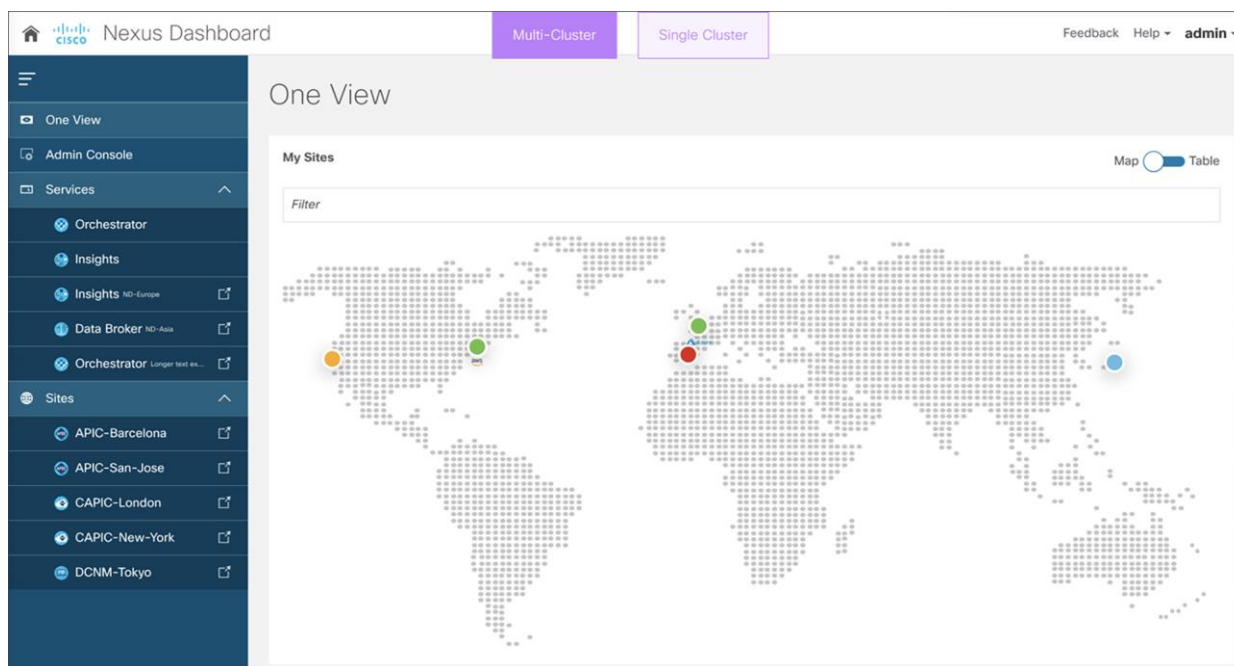 CISCO Nexus Dashboard
Multi-Cluster
Single Cluster
Feedback Help admin
One View
Admin Console
Services
Orchestrator
Insights
Insights ND-Europe
Data Broker ND-Asia
Orchestrator Longer text ex...
Sites
APIC-Barcelona
APIC-San-Jose
CAPIC-London
CAPIC-New-York
DCNM-Tokyo
One View
My Sites
Map Table
Filter
aws